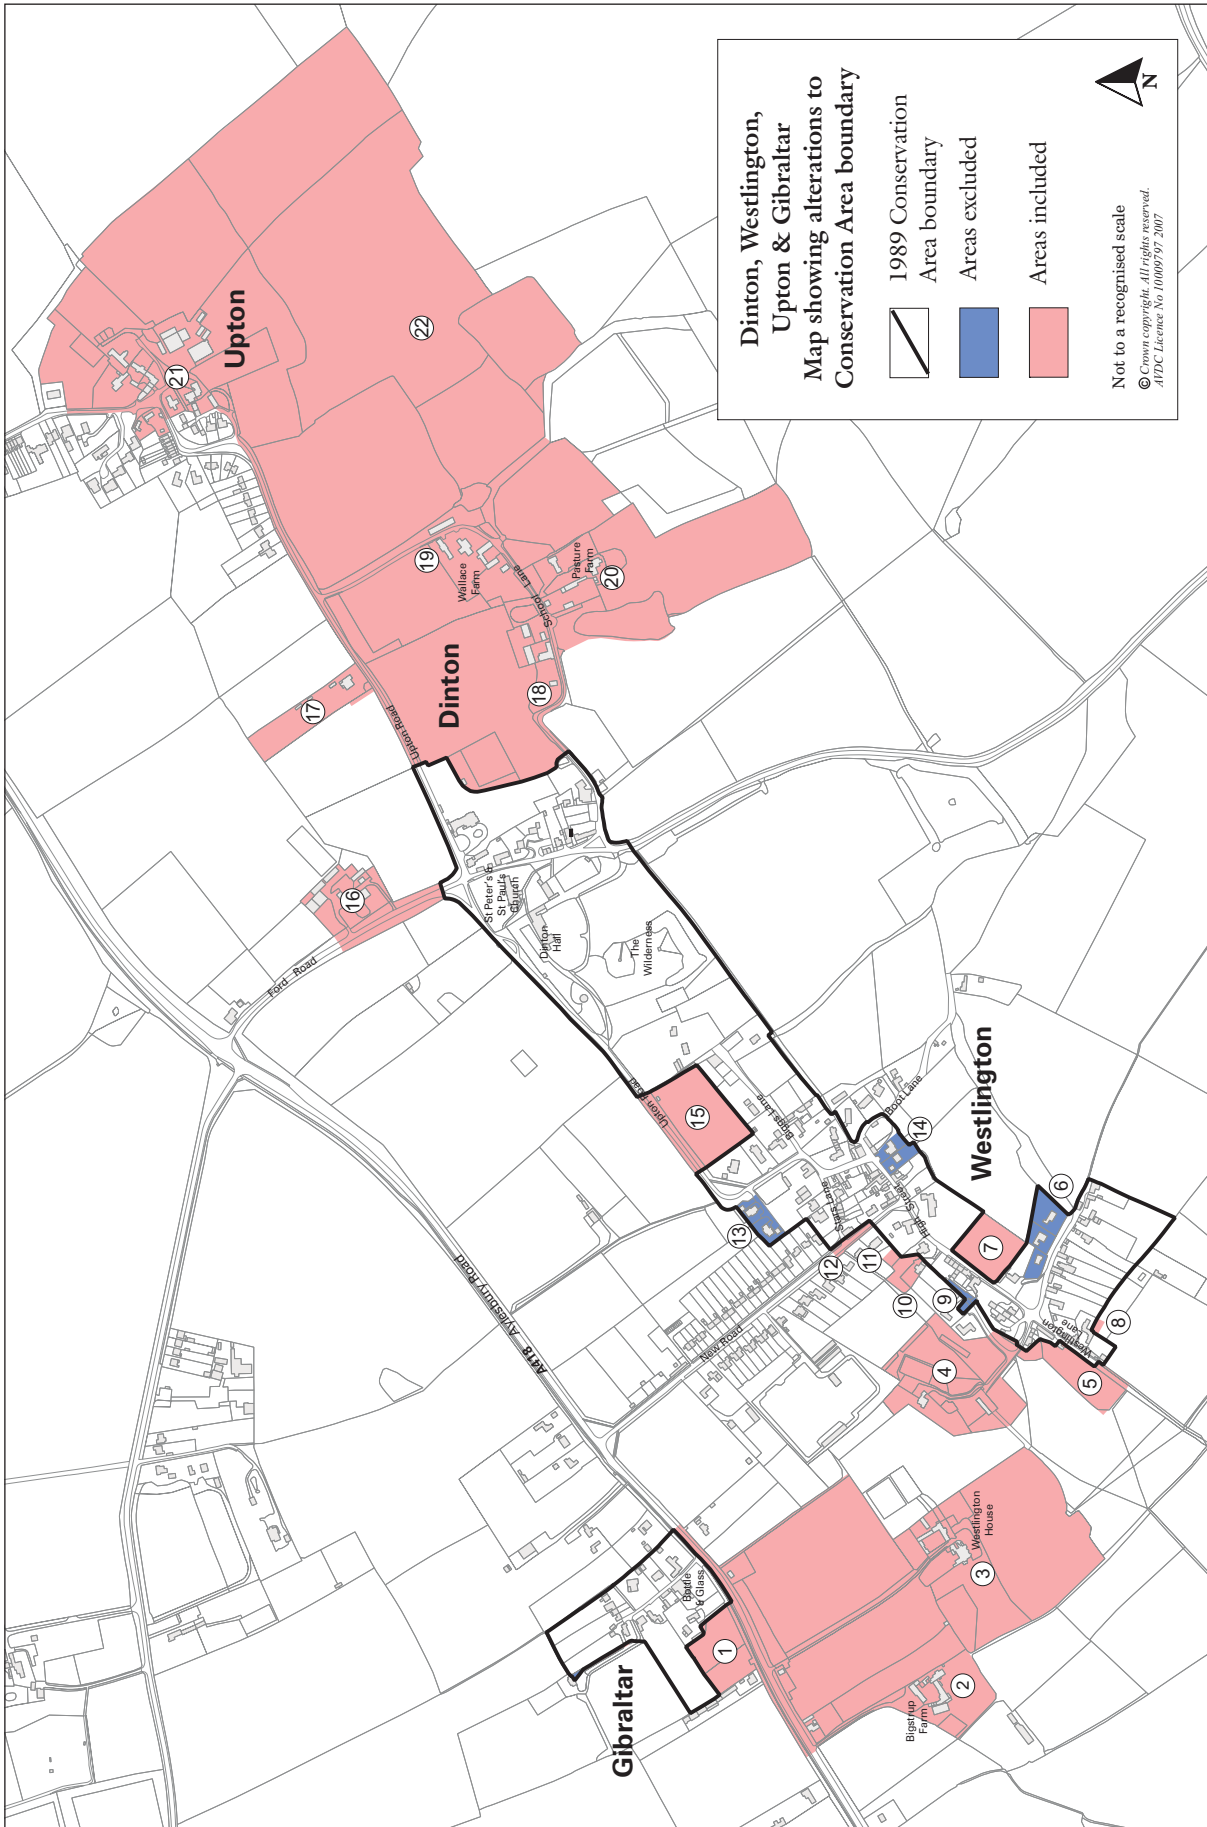 Dinton, Westlington,
Upton & Gibraltar
Map showing alterations to
Conservation Area boundary
1989 Conservation
Area boundary
Areas excluded
Areas included
Not to a recognised scale
© Crown copyright. All rights reserved.
AVDC Licence No 10009797 2007
N
Gibraltar
Bottle
& Glass
1
Bigstrup
Farm
2
3
Westlington
House
A418 Aylesbury Road
New Road
4
5
Westlington
Lane
8
6
7
9
10
11
12
13
Stars Lane
High Street
14
Boot Lane
Westlington
Biggs Lane
15
Upton Road
The
Wilderness
Dinton
Hall
St Peter's &
St Paul's
Church
Ford Road
16
17
Upton Road
Dinton
18
School Lane
Wallace
Farm
19
Pasture
Farm
20
21
Upton
22